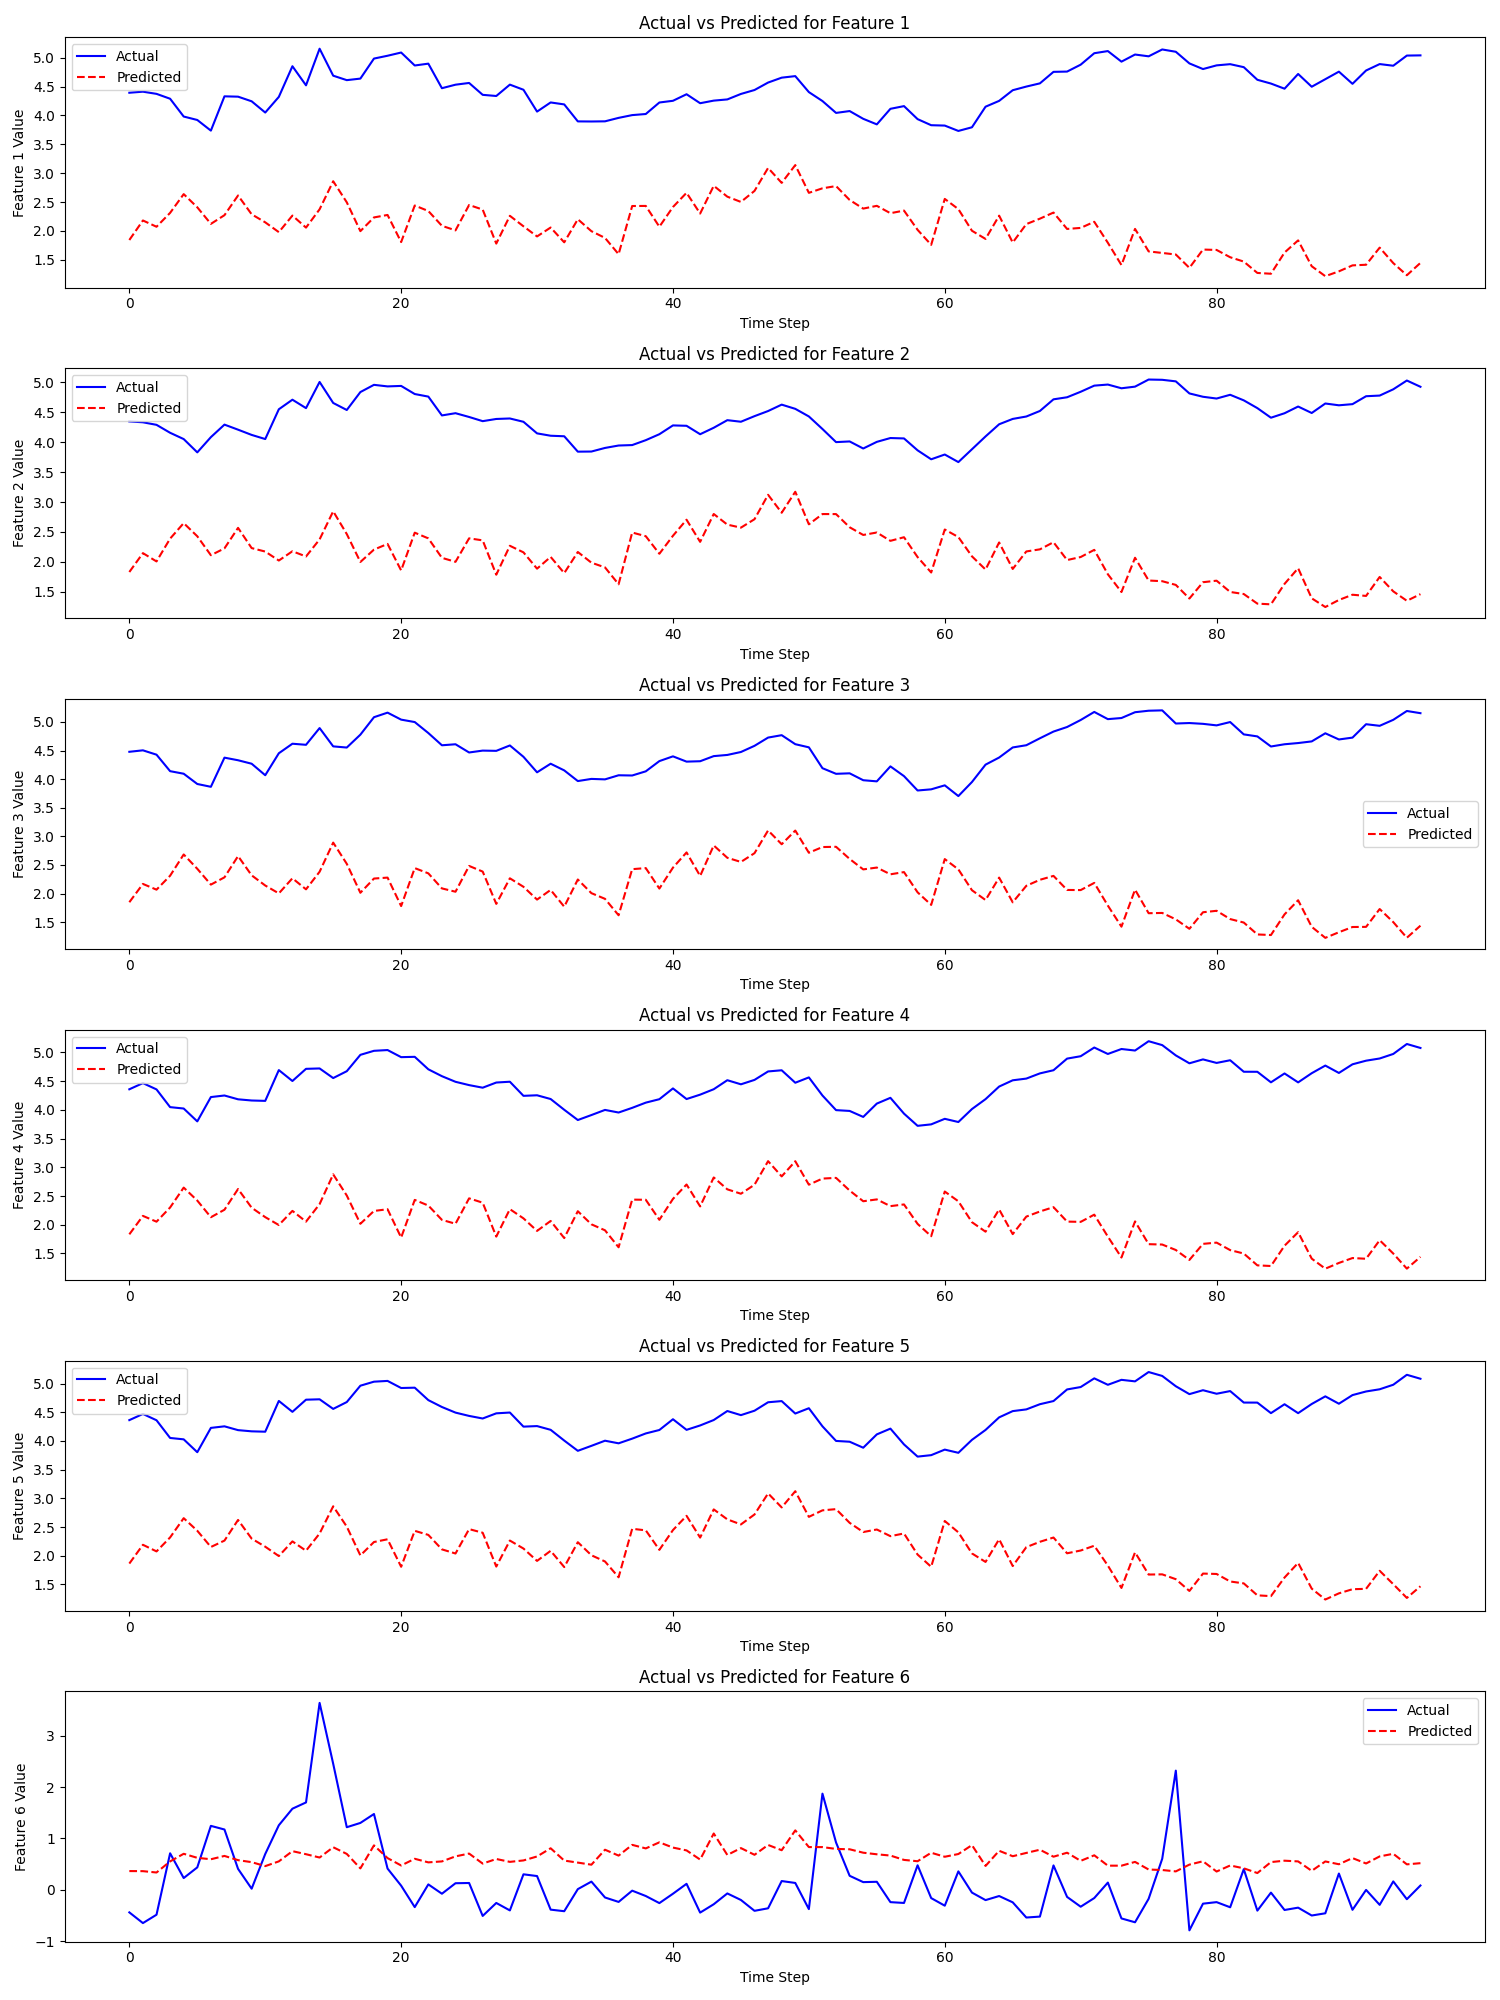 Actual vs Predicted for Feature 1
Actual
Predicted
Feature 1 Value
5.0
4.5
4.0
3.5
3.0
2.5
2.0
1.5
0 20 40 60 80
Time Step
Actual vs Predicted for Feature 2
Actual
Predicted
Feature 2 Value
5.0
4.5
4.0
3.5
3.0
2.5
2.0
1.5
0 20 40 60 80
Time Step
Actual vs Predicted for Feature 3
Actual
Predicted
Feature 3 Value
5.0
4.5
4.0
3.5
3.0
2.5
2.0
1.5
0 20 40 60 80
Time Step
Actual vs Predicted for Feature 4
Actual
Predicted
Feature 4 Value
5.0
4.5
4.0
3.5
3.0
2.5
2.0
1.5
0 20 40 60 80
Time Step
Actual vs Predicted for Feature 5
Actual
Predicted
Feature 5 Value
5.0
4.5
4.0
3.5
3.0
2.5
2.0
1.5
0 20 40 60 80
Time Step
Actual vs Predicted for Feature 6
Actual
Predicted
Feature 6 Value
3
2
1
0
−1
0 20 40 60 80
Time Step